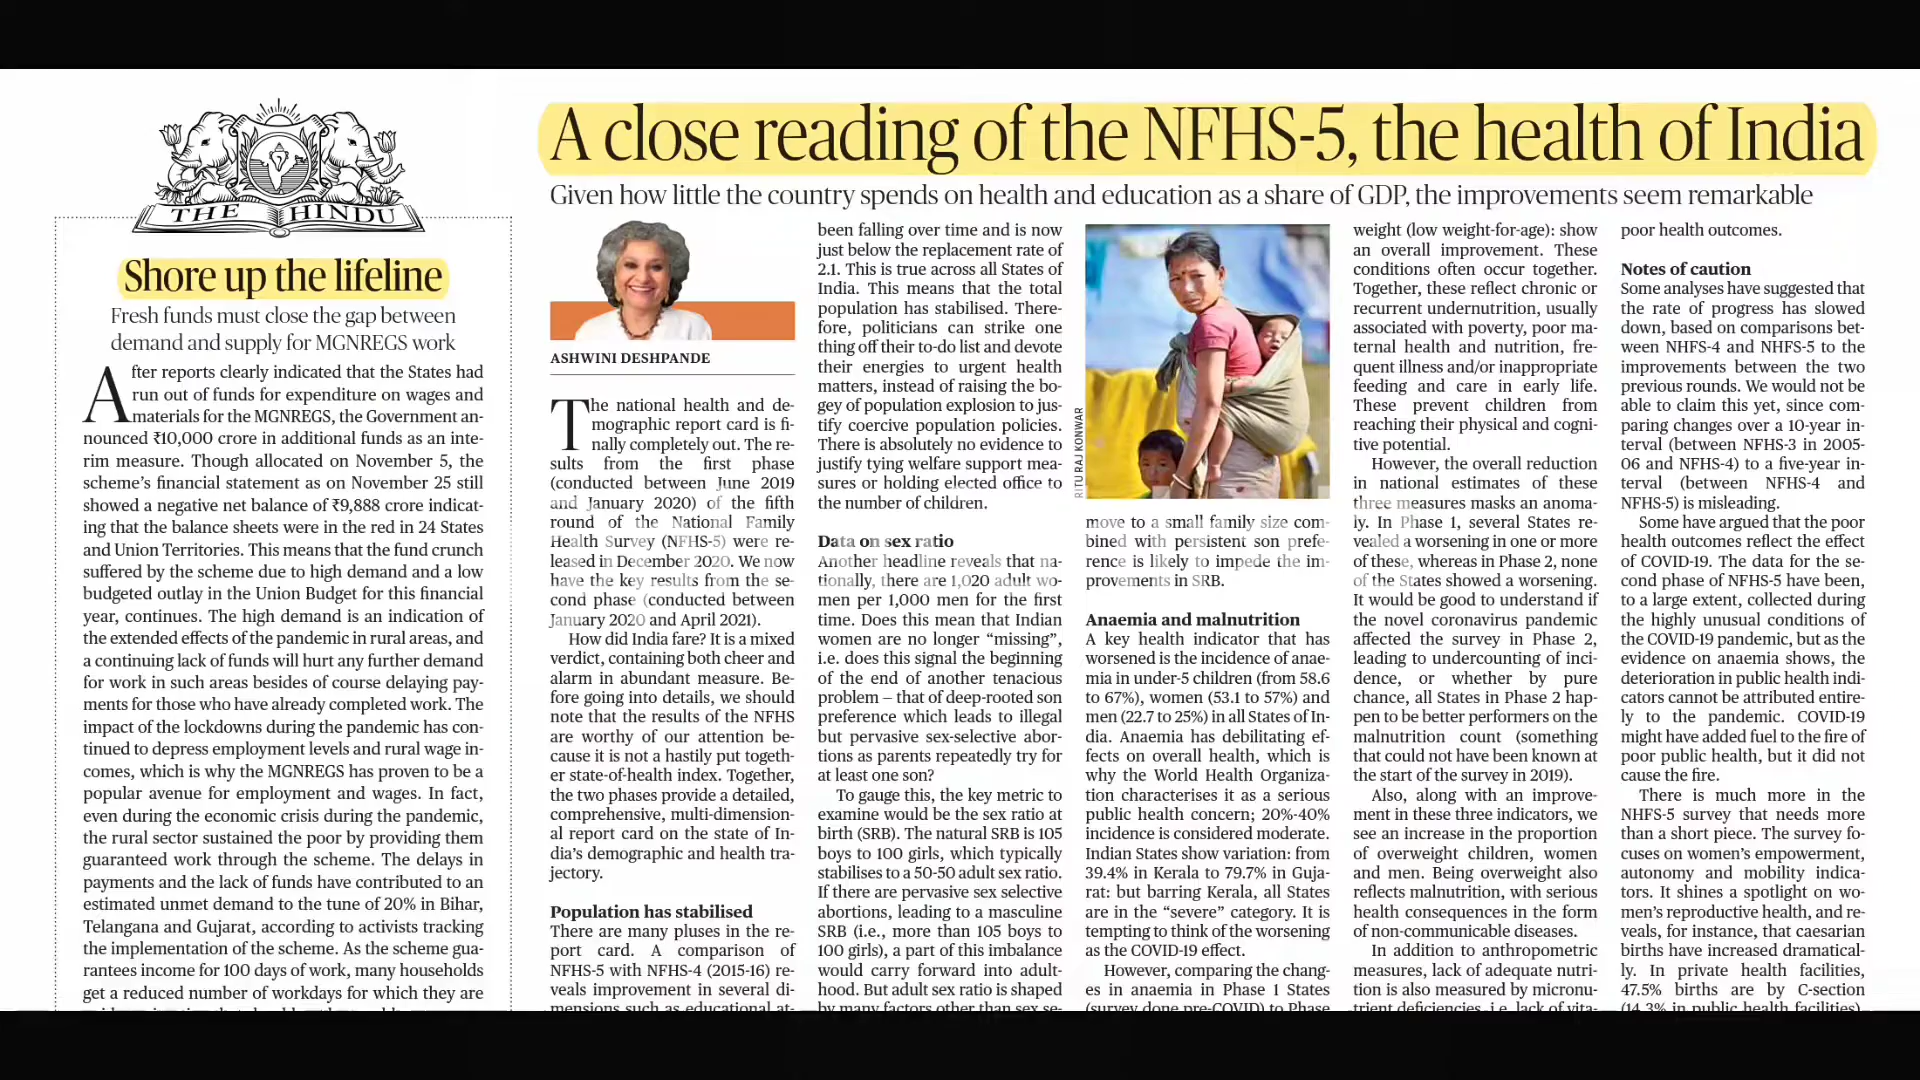 THE HINDU
Shore up the lifeline
Fresh funds must close the gap between
demand and supply for MGNREGS work
After reports clearly indicated that the States had
run out of funds for expenditure on wages and
materials for the MGNREGS, the Government an-
nounced ₹10,000 crore in additional funds as an inte-
rim measure. Though allocated on November 5, the
scheme's financial statement as on November 25 still
showed a negative net balance of ₹9,888 crore indicat-
ing that the balance sheets were in the red in 24 States
and Union Territories. This means that the fund crunch
suffered by the scheme due to high demand and a low
budgeted outlay in the Union Budget for this financial
year, continues. The high demand is an indication of
the extended effects of the pandemic in rural areas, and
a continuing lack of funds will hurt any further demand
for work in such areas besides of course delaying pay-
ments for those who have already completed work. The
impact of the lockdowns during the pandemic has con-
tinued to depress employment levels and rural wage in-
comes, which is why the MGNREGS has proven to be a
popular avenue for employment and wages. In fact,
even during the economic crisis during the pandemic,
the rural sector sustained the poor by providing them
guaranteed work through the scheme. The delays in
payments and the lack of funds have contributed to an
estimated unmet demand to the tune of 20% in Bihar,
Telangana and Gujarat, according to activists tracking
the implementation of the scheme. As the scheme gua-
rantees income for 100 days of work, many households
get a reduced number of workdays for which they are
A close reading of the NFHS-5, the health of India
Given how little the country spends on health and education as a share of GDP, the improvements seem remarkable
ASHWINI DESHPANDE
The national health and de-
mographic report card is fi-
nally completely out. The re-
sults from the first phase
(conducted between June 2019
and January 2020) of the fifth
round of the National Family
Health Survey (NFHS-5) were re-
leased in December 2020. We now
have the key results from the se-
cond phase (conducted between
January 2020 and April 2021).
How did India fare? It is a mixed
verdict, containing both cheer and
alarm in abundant measure. Be-
fore going into details, we should
note that the results of the NFHS
are worthy of our attention be-
cause it is not a hastily put togeth-
er state-of-health index. Together,
the two phases provide a detailed,
comprehensive, multi-dimension-
al report card on the state of In-
dia's demographic and health tra-
jectory.
Population has stabilised
There are many pluses in the re-
port card. A comparison of
NFHS-5 with NFHS-4 (2015-16) re-
veals improvement in several di-
mensions such as educational at-
been falling over time and is now
just below the replacement rate of
2.1. This is true across all States of
India. This means that the total
population has stabilised. There-
fore, politicians can strike one
thing off their to-do list and devote
their energies to urgent health
matters, instead of raising the bo-
gey of population explosion to jus-
tify coercive population policies.
There is absolutely no evidence to
justify tying welfare support mea-
sures or holding elected office to
the number of children.
Data on sex ratio
Another headline reveals that na-
tionally, there are 1,020 adult wo-
men per 1,000 men for the first
time. Does this mean that Indian
women are no longer “missing”,
i.e. does this signal the beginning
of the end of another tenacious
problem – that of deep-rooted son
preference which leads to illegal
but pervasive sex-selective abor-
tions as parents repeatedly try for
at least one son?
To gauge this, the key metric to
examine would be the sex ratio at
birth (SRB). The natural SRB is 105
boys to 100 girls, which typically
stabilises to a 50-50 adult sex ratio.
If there are pervasive sex selective
abortions, leading to a masculine
SRB (i.e., more than 105 boys to
100 girls), a part of this imbalance
would carry forward into adult-
hood. But adult sex ratio is shaped
by many factors other than sex se-
RITU RAJ KONWAR
move to a small family size com-
bined with persistent son prefe-
rence is likely to impede the im-
provements in SRB.
Anaemia and malnutrition
A key health indicator that has
worsened is the incidence of anae-
mia in under-5 children (from 58.6
to 67%), women (53.1 to 57%) and
men (22.7 to 25%) in all States of In-
dia. Anaemia has debilitating ef-
fects on overall health, which is
why the World Health Organiza-
tion characterises it as a serious
public health concern; 20%-40%
incidence is considered moderate.
Indian States show variation: from
39.4% in Kerala to 79.7% in Guja-
rat: but barring Kerala, all States
are in the “severe” category. It is
tempting to think of the worsening
as the COVID-19 effect.
However, comparing the chang-
es in anaemia in Phase 1 States
(survey done pre-COVID) to Phase
weight (low weight-for-age): show
an overall improvement. These
conditions often occur together.
Together, these reflect chronic or
recurrent undernutrition, usually
associated with poverty, poor ma-
ternal health and nutrition, fre-
quent illness and/or inappropriate
feeding and care in early life.
These prevent children from
reaching their physical and cogni-
tive potential.
However, the overall reduction
in national estimates of these
three measures masks an anoma-
ly. In Phase 1, several States re-
vealed a worsening in one or more
of these, whereas in Phase 2, none
of the States showed a worsening.
It would be good to understand if
the novel coronavirus pandemic
affected the survey in Phase 2,
leading to undercounting of inci-
dence, or whether by pure
chance, all States in Phase 2 hap-
pen to be better performers on the
malnutrition count (something
that could not have been known at
the start of the survey in 2019).
Also, along with an improve-
ment in these three indicators, we
see an increase in the proportion
of overweight children, women
and men. Being overweight also
reflects malnutrition, with serious
health consequences in the form
of non-communicable diseases.
In addition to anthropometric
measures, lack of adequate nutri-
tion is also measured by micronu-
trient deficiencies, i.e. lack of vita-
poor health outcomes.
Notes of caution
Some analyses have suggested that
the rate of progress has slowed
down, based on comparisons bet-
ween NHFS-4 and NHFS-5 to the
improvements between the two
previous rounds. We would not be
able to claim this yet, since com-
paring changes over a 10-year in-
terval (between NFHS-3 in 2005-
06 and NFHS-4) to a five-year in-
terval (between NFHS-4 and
NFHS-5) is misleading.
Some have argued that the poor
health outcomes reflect the effect
of COVID-19. The data for the se-
cond phase of NFHS-5 have been,
to a large extent, collected during
the highly unusual conditions of
the COVID-19 pandemic, but as the
evidence on anaemia shows, the
deterioration in public health indi-
cators cannot be attributed entire-
ly to the pandemic. COVID-19
might have added fuel to the fire of
poor public health, but it did not
cause the fire.
There is much more in the
NHFS-5 survey that needs more
than a short piece. The survey fo-
cuses on women's empowerment,
autonomy and mobility indica-
tors. It shines a spotlight on wo-
men's reproductive health, and re-
veals, for instance, that caesarian
births have increased dramatical-
ly. In private health facilities,
47.5% births are by C-section
(14.3% in public health facilities).